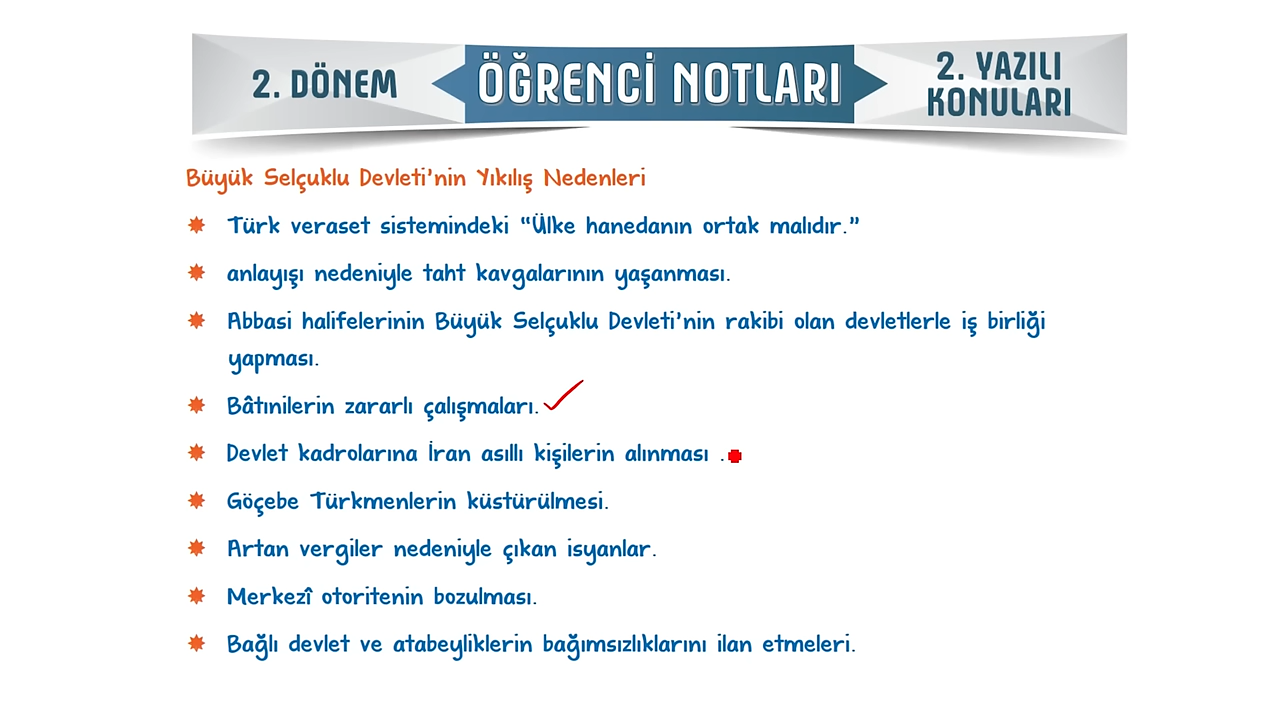 2. DÖNEM
ÖĞRENCİ NOTLARI
2. YAZILI
KONULARI
Büyük Selçuklu Devleti'nin Yıkılış Nedenleri
Türk veraset sistemindeki “Ülke hanedanın ortak malıdır.”
anlayışı nedeniyle taht kavgalarının yaşanması.
Abbasi halifelerinin Büyük Selçuklu Devleti'nin rakibi olan devletlerle iş birliği
yapması.
Bâtınilerin zararlı çalışmaları.
Devlet kadrolarına İran asıllı kişilerin alınması .
Göçebe Türkmenlerin küstürülmesi.
Artan vergiler nedeniyle çıkan isyanlar.
Merkezî otoritenin bozulması.
Bağlı devlet ve atabeyliklerin bağımsızlıklarını ilan etmeleri.